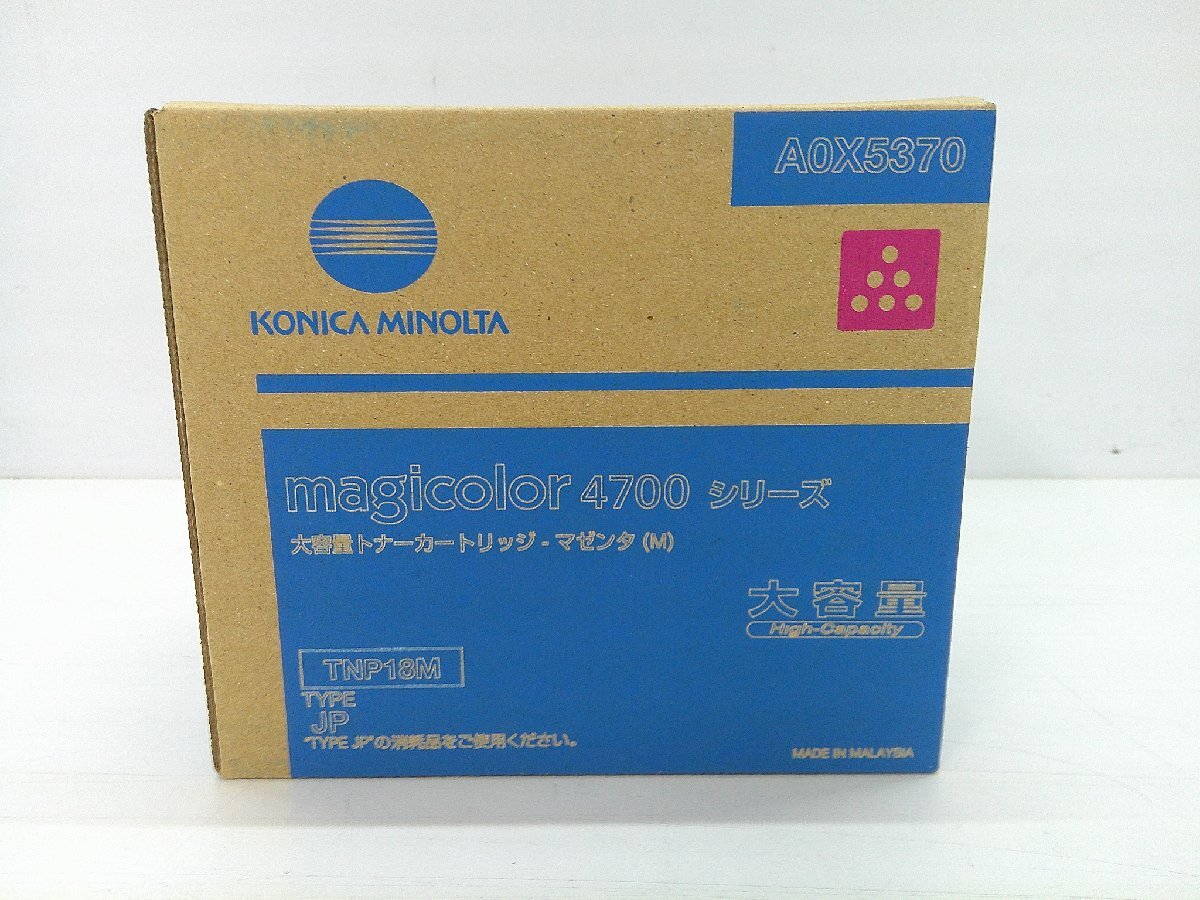 A0X5370
KONICA MINOLTA
magicolor 4700 シリーズ
大容量トナーカートリッジ - マゼンタ (M)
大容量
High-Capacity
TNP18M
TYPE
JP
"TYPE JP"の消耗品をご使用ください。
MADE IN MALAYSIA